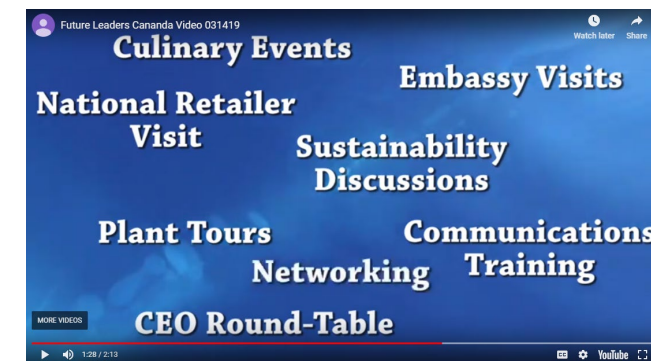 Future Leaders Cananda Video 031419
Watch later
Share
Culinary Events
Embassy Visits
National Retailer
Visit
Sustainability
Discussions
Plant Tours
Communications
Training
Networking
CEO Round-Table
MORE VIDEOS
1:28 / 2:13
CC
YouTube